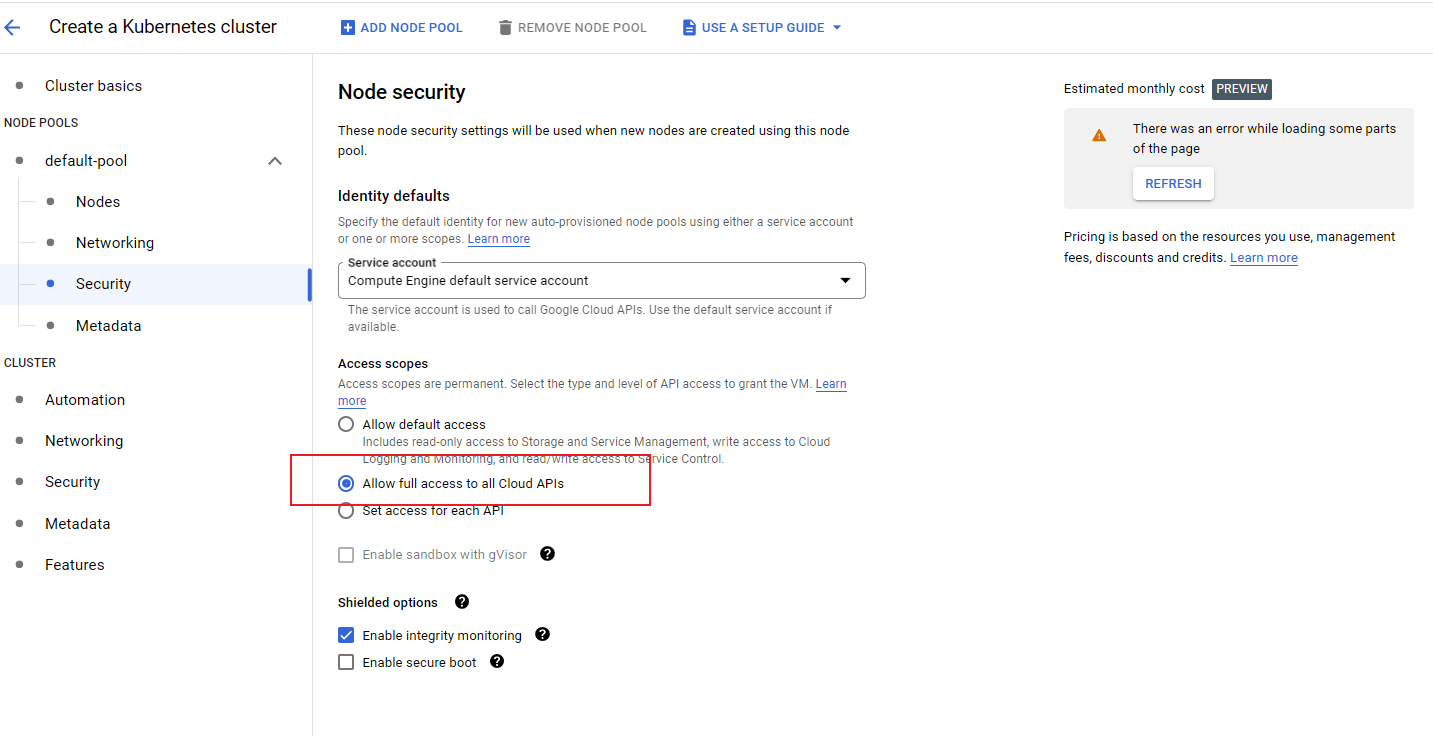 Create a Kubernetes cluster
ADD NODE POOL
REMOVE NODE POOL
USE A SETUP GUIDE
Cluster basics
NODE POOLS
default-pool
Nodes
Networking
Security
Metadata
CLUSTER
Automation
Networking
Security
Metadata
Features
Node security
These node security settings will be used when new nodes are created using this node
pool.
Identity defaults
Specify the default identity for new auto-provisioned node pools using either a service account
or one or more scopes. Learn more
Service account
Compute Engine default service account
The service account is used to call Google Cloud APIs. Use the default service account if
available.
Access scopes
Access scopes are permanent. Select the type and level of API access to grant the VM. Learn
more
Allow default access
Includes read-only access to Storage and Service Management, write access to Cloud
Logging and Monitoring, and read/write access to Service Control.
Allow full access to all Cloud APIs
Set access for each API
Enable sandbox with gVisor
Shielded options
Enable integrity monitoring
Enable secure boot
Estimated monthly cost PREVIEW
There was an error while loading some parts
of the page
REFRESH
Pricing is based on the resources you use, management
fees, discounts and credits. Learn more